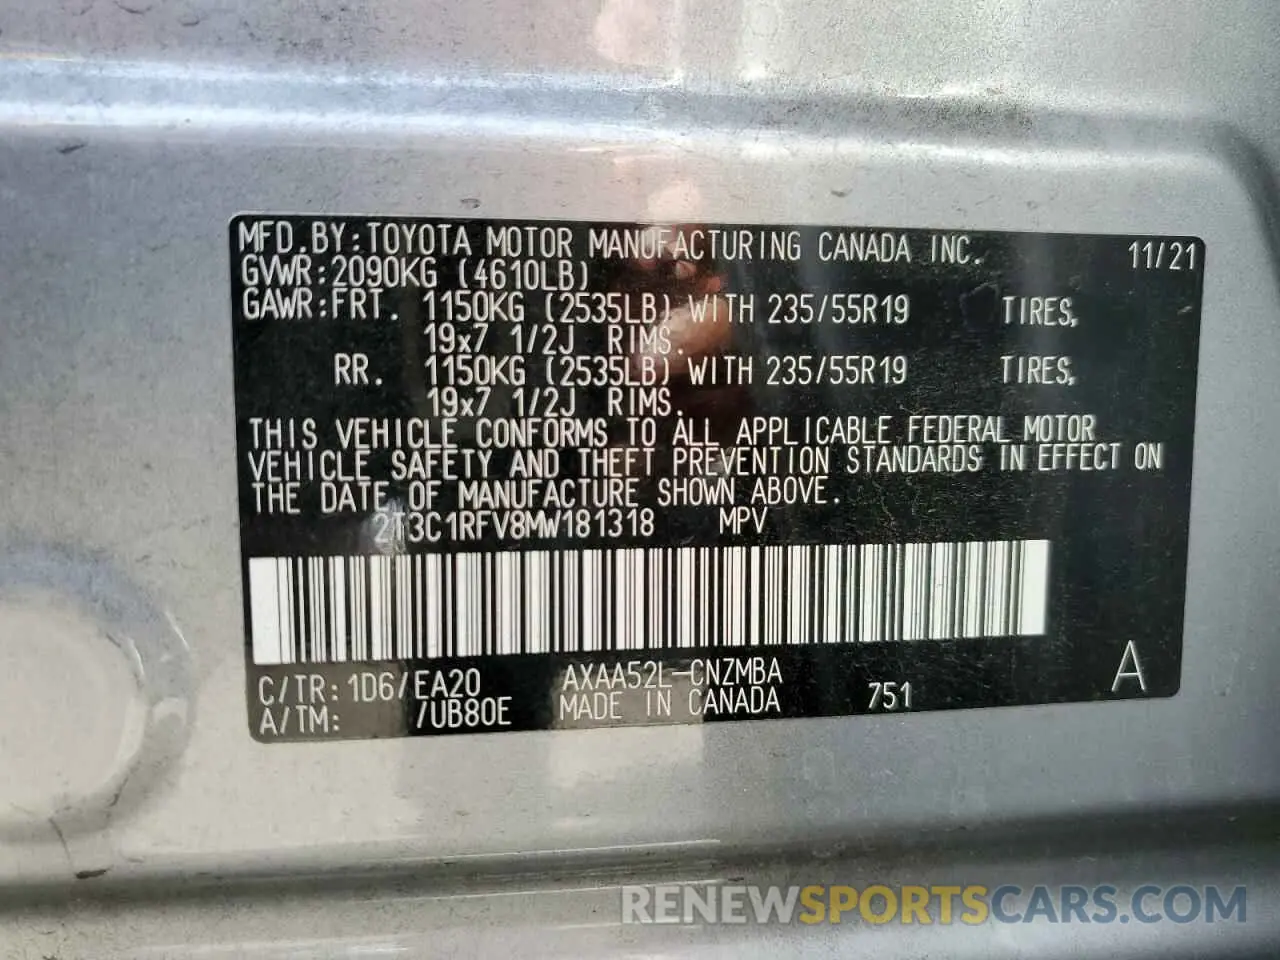 MFD.BY:TOYOTA MOTOR MANUFACTURING CANADA INC. 11/21
GVWR:2090KG (4610LB)
GAWR:FRT. 1150KG (2535LB) WITH 235/55R19 TIRES,
19x7 1/2J RIMS.
RR. 1150KG (2535LB) WITH 235/55R19 TIRES,
19x7 1/2J RIMS.
THIS VEHICLE CONFORMS TO ALL APPLICABLE FEDERAL MOTOR
VEHICLE SAFETY AND THEFT PREVENTION STANDARDS IN EFFECT ON
THE DATE OF MANUFACTURE SHOWN ABOVE.
2T3C1RFV8MW181318 MPV
C/TR:1D6/EA20 AXAA52L-CNZMBA A
A/TM: /UB80E MADE IN CANADA 751
RENEWSPORTSCARS.COM